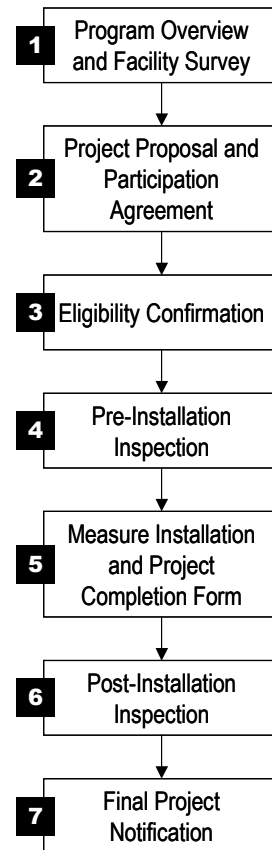 1
Program Overview
and Facility Survey
2
Project Proposal and
Participation
Agreement
3
Eligibility Confirmation
4
Pre-Installation
Inspection
5
Measure Installation
and Project
Completion Form
6
Post-Installation
Inspection
7
Final Project
Notification